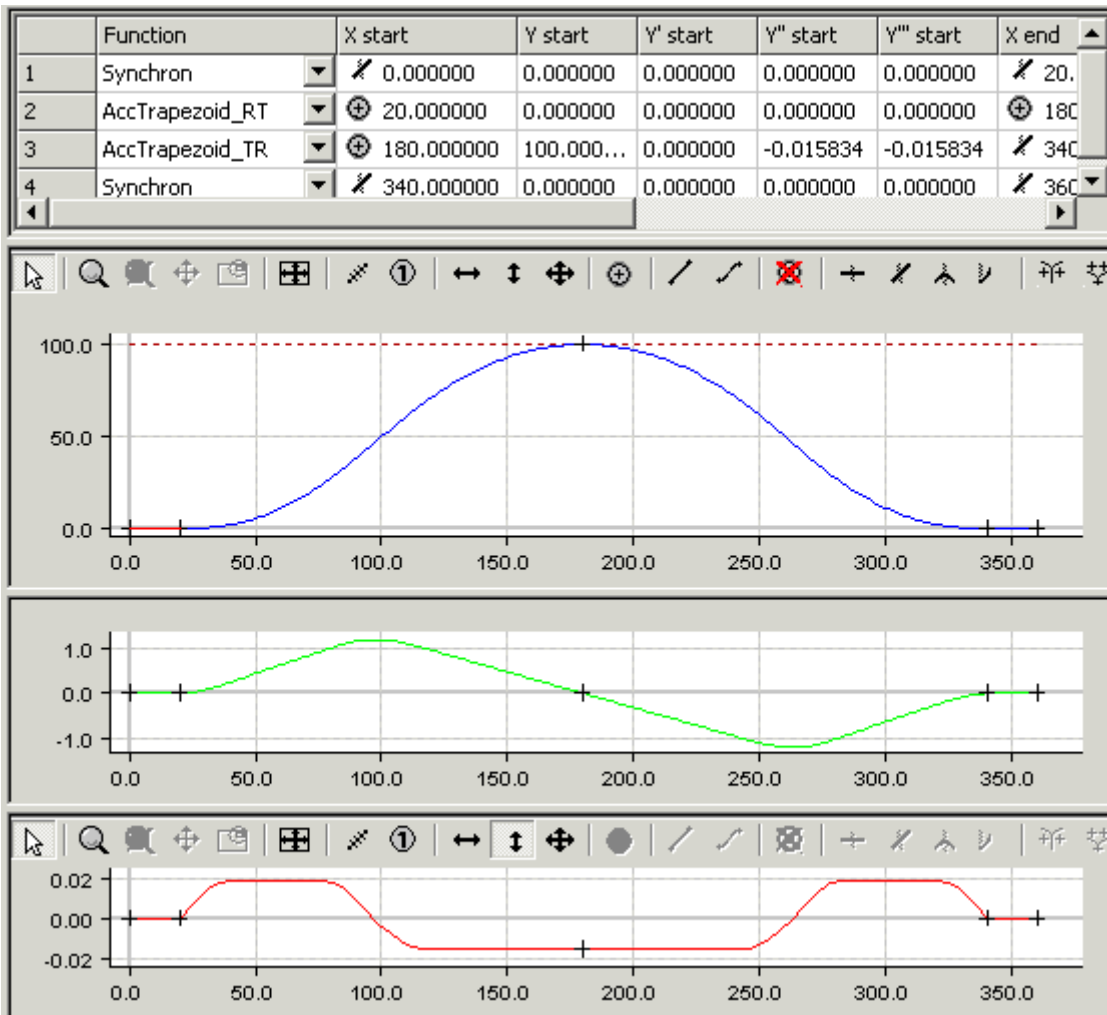 Function X start Y start Y' start Y" start Y''' start X end
1 Synchron 0.000000 0.000000 0.000000 0.000000 0.000000 20.
2 AccTrapezoid_RT 20.000000 0.000000 0.000000 0.000000 0.000000 180
3 AccTrapezoid_TR 180.000000 100.000... 0.000000 -0.015834 -0.015834 340
4 Synchron 340.000000 0.000000 0.000000 0.000000 0.000000 360
1
100.0
50.0
0.0
0.0 50.0 100.0 150.0 200.0 250.0 300.0 350.0
1.0
0.0
-1.0
0.0 50.0 100.0 150.0 200.0 250.0 300.0 350.0
1
0.02
0.00
-0.02
0.0 50.0 100.0 150.0 200.0 250.0 300.0 350.0